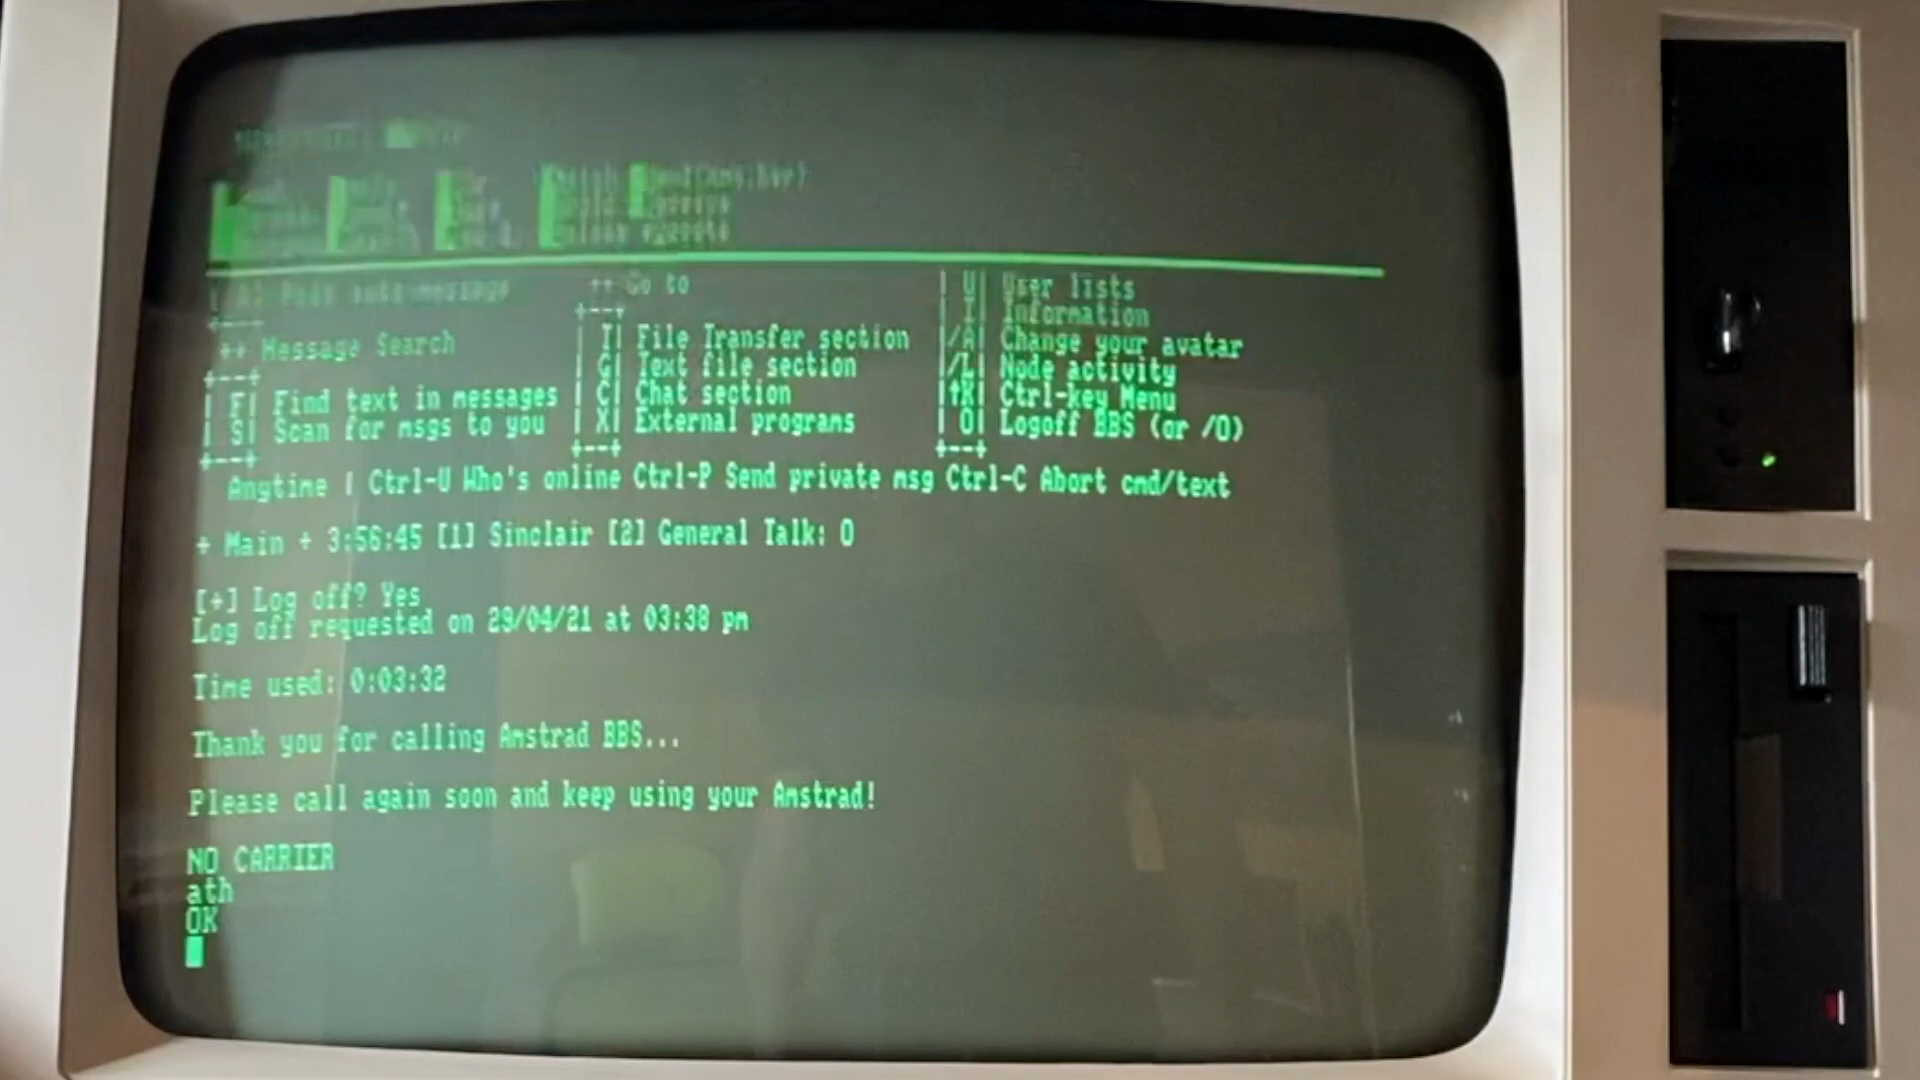 Go to
++ Message Search
F| Find text in messages
S| Scan for msgs to you
| I| File Transfer section
| G| Text file section
| C| Chat section
| X| External programs
| U| User lists
| I| Information
|/A| Change your avatar
|/L| Node activity
|↑K| Ctrl-key Menu
| O| Logoff BBS (or /O)
Anytime | Ctrl-U Who's online Ctrl-P Send private msg Ctrl-C Abort cmd/text
+ Main + 3:56:45 [1] Sinclair [2] General Talk: O
[+] Log off? Yes
Log off requested on 29/04/21 at 03:38 pm
Time used: 0:03:32
Thank you for calling Amstrad BBS...
Please call again soon and keep using your Amstrad!
NO CARRIER
ath
OK